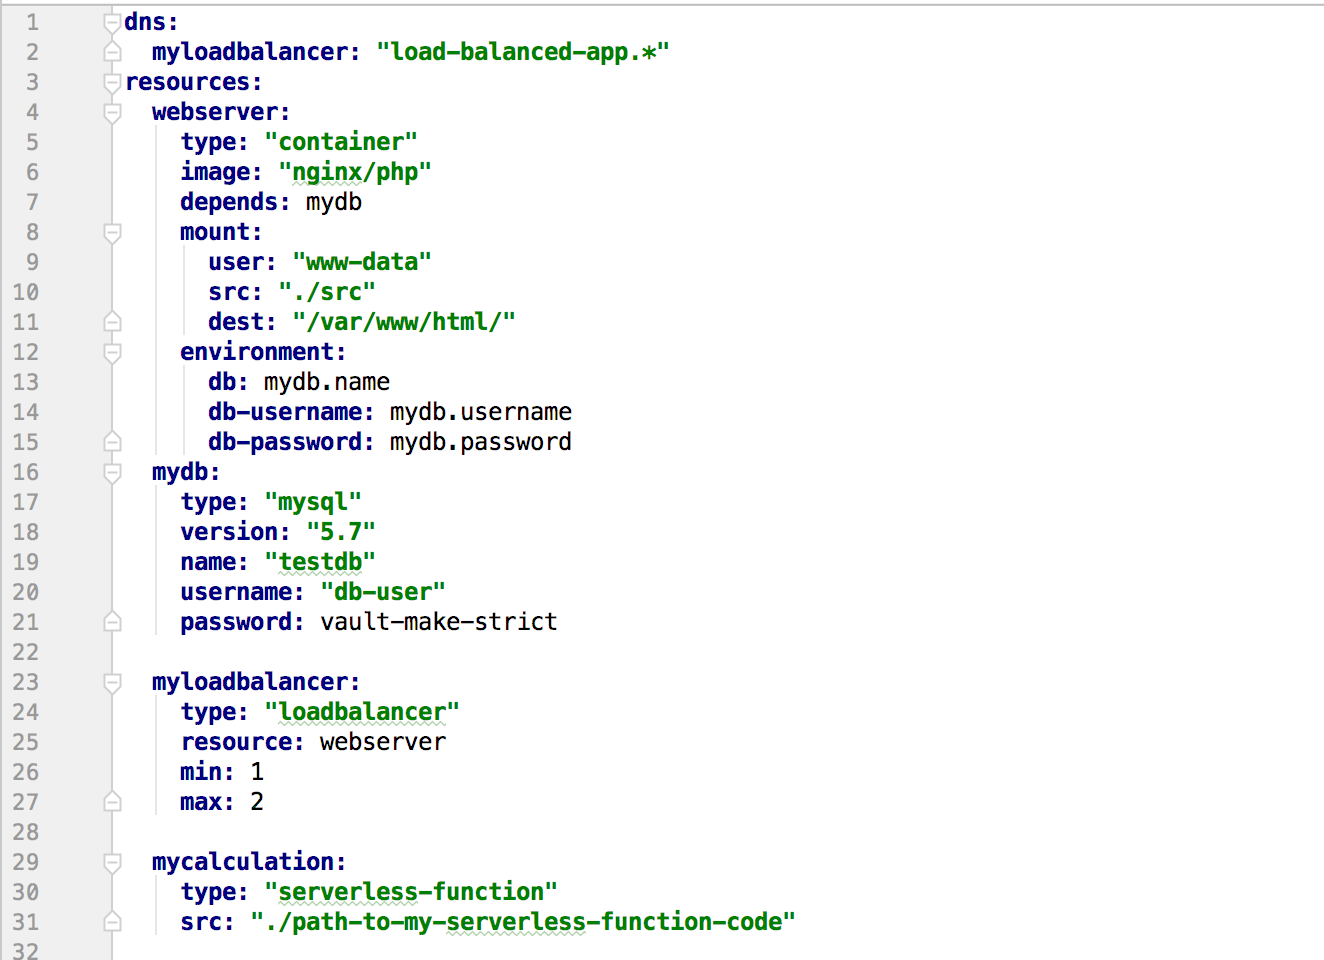 1 dns:
2   myloadbalancer: "load-balanced-app.*"
3 resources:
4   webserver:
5     type: "container"
6     image: "nginx/php"
7     depends: mydb
8     mount:
9       user: "www-data"
10       src: "./src"
11       dest: "/var/www/html/"
12     environment:
13       db: mydb.name
14       db-username: mydb.username
15       db-password: mydb.password
16   mydb:
17     type: "mysql"
18     version: "5.7"
19     name: "testdb"
20     username: "db-user"
21     password: vault-make-strict
22
23   myloadbalancer:
24     type: "loadbalancer"
25     resource: webserver
26     min: 1
27     max: 2
28
29   mycalculation:
30     type: "serverless-function"
31     src: "./path-to-my-serverless-function-code"
32